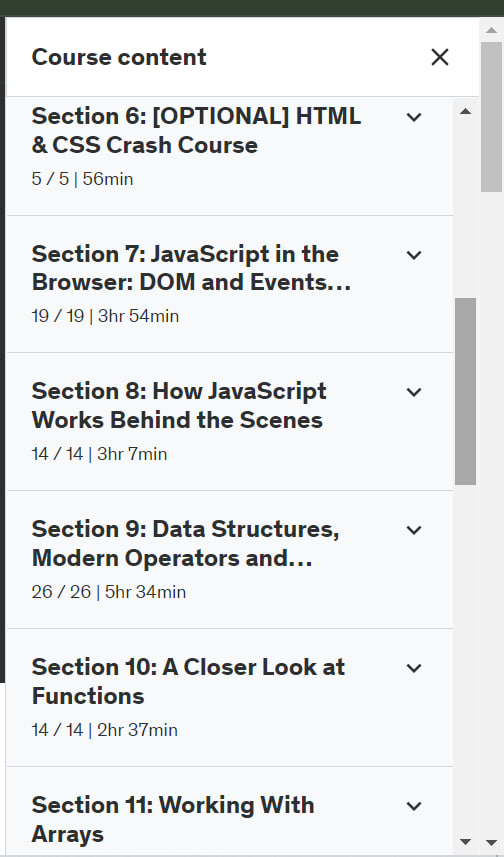 Course content
Section 6: [OPTIONAL] HTML
& CSS Crash Course
5 / 5 | 56min
Section 7: JavaScript in the
Browser: DOM and Events...
19 / 19 | 3hr 54min
Section 8: How JavaScript
Works Behind the Scenes
14 / 14 | 3hr 7min
Section 9: Data Structures,
Modern Operators and...
26 / 26 | 5hr 34min
Section 10: A Closer Look at
Functions
14 / 14 | 2hr 37min
Section 11: Working With
Arrays